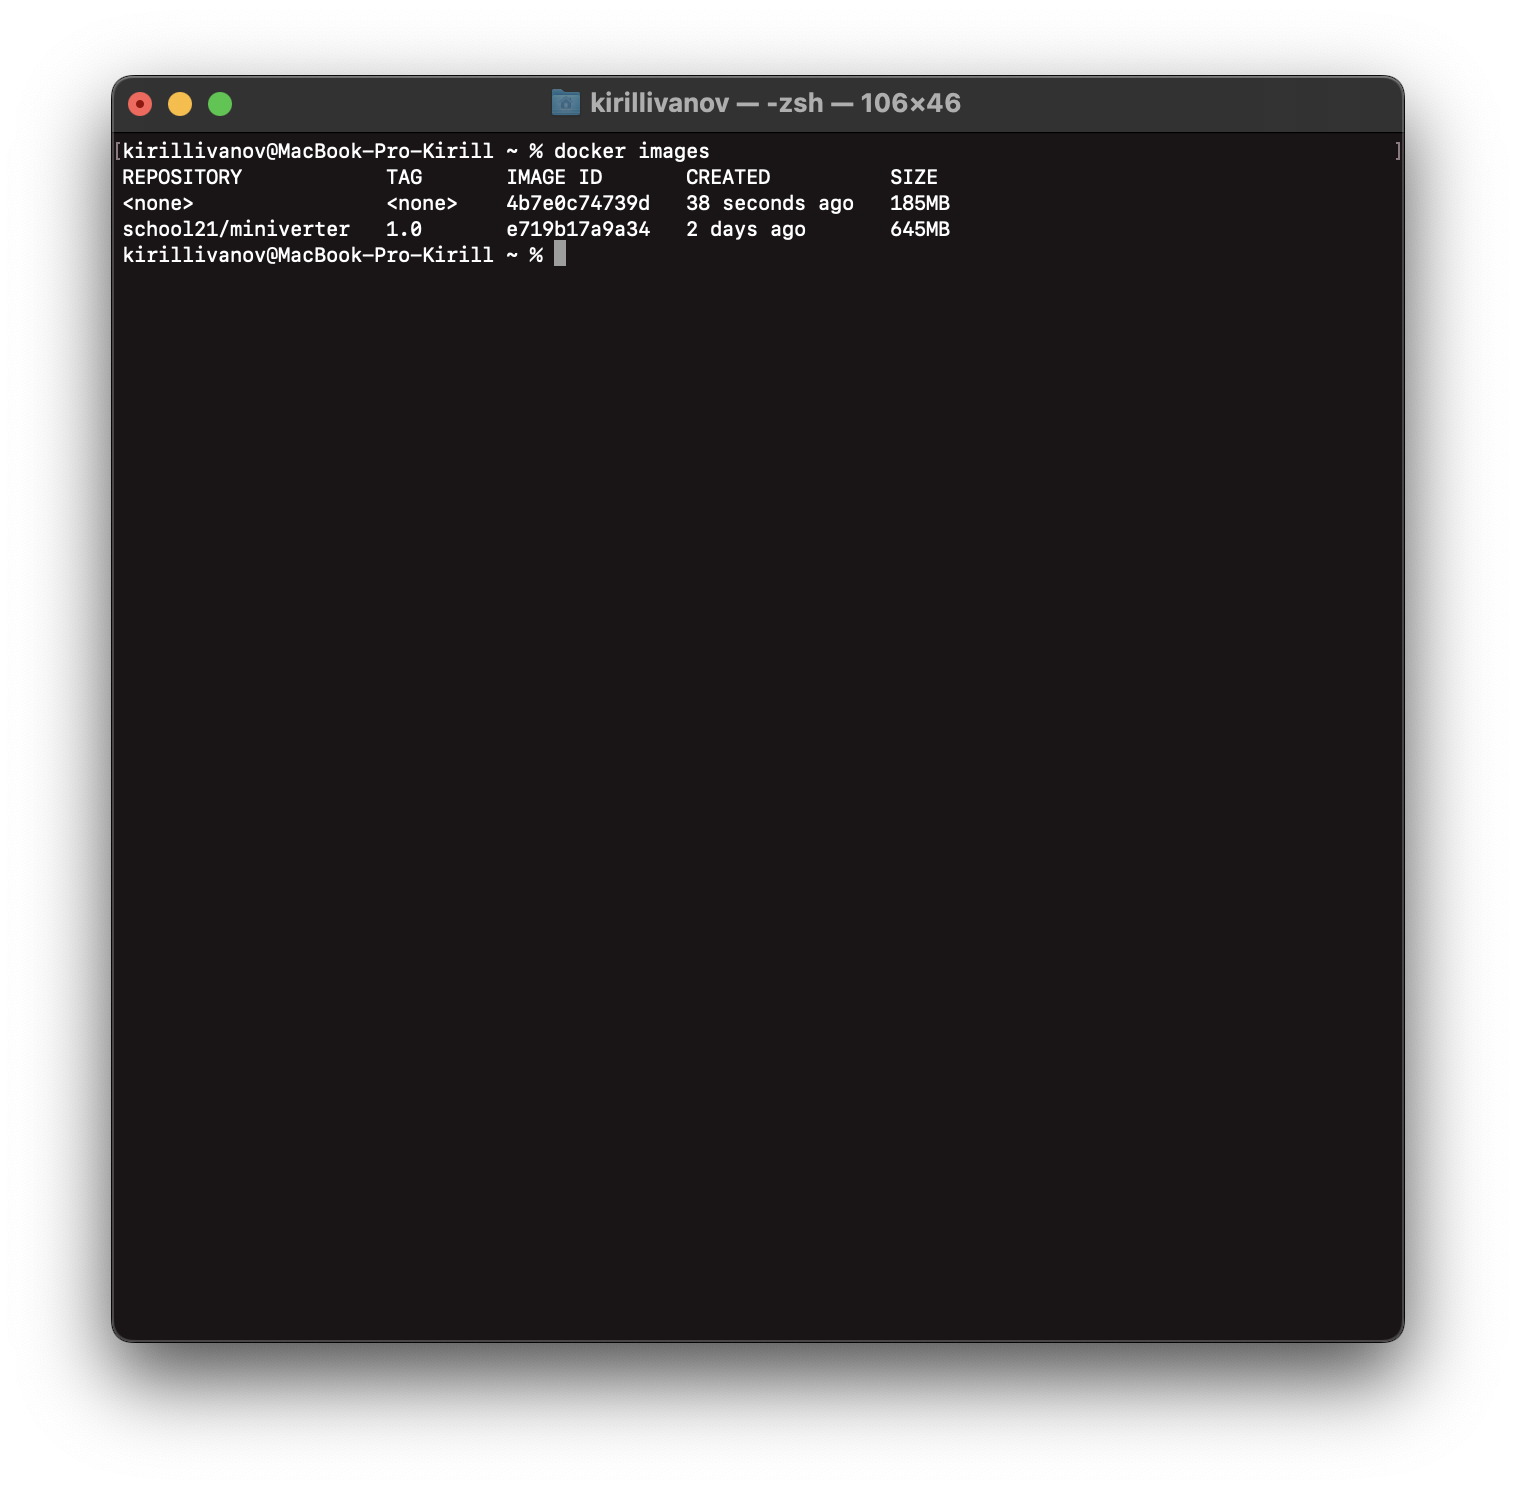 kirillivanov — -zsh — 106×46
[kirillivanov@MacBook-Pro-Kirill ~ % docker images ]
REPOSITORY TAG IMAGE ID CREATED SIZE
<none> <none> 4b7e0c74739d 38 seconds ago 185MB
school21/miniverter 1.0 e719b17a9a34 2 days ago 645MB
kirillivanov@MacBook-Pro-Kirill ~ %